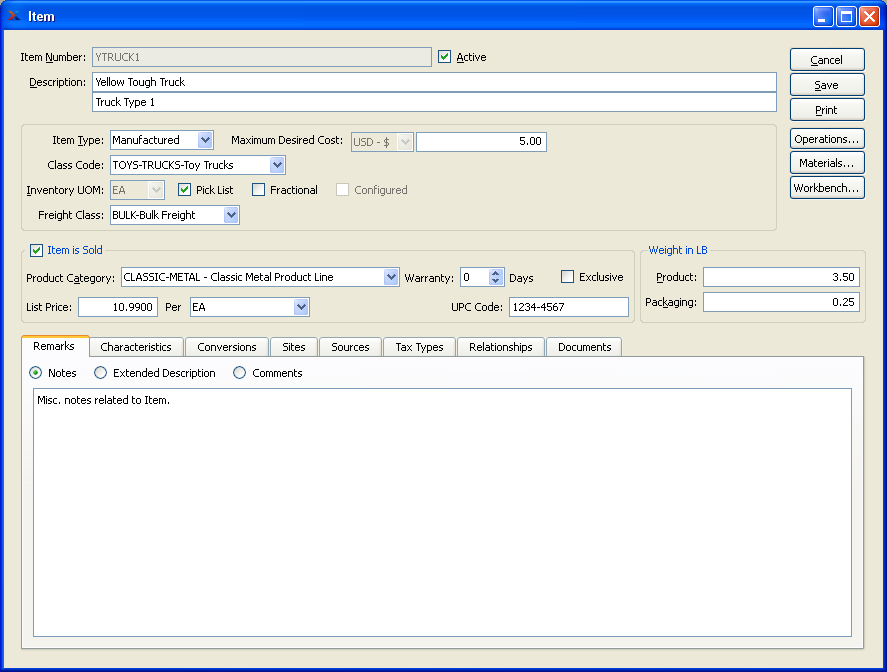 Item
Item Number: YTRUCK1 Active
Cancel
Description: Yellow Tough Truck
Save
Truck Type 1
Print
Item Type: Manufactured Maximum Desired Cost: USD - $ 5.00
Operations...
Class Code: TOYS-TRUCKS-Toy Trucks
Materials...
Inventory UOM: EA Pick List Fractional Configured
Workbench...
Freight Class: BULK-Bulk Freight
Item is Sold
Weight in LB
Product Category: CLASSIC-METAL - Classic Metal Product Line Warranty: 0 Days Exclusive
Product: 3.50
List Price: 10.9900 Per EA UPC Code: 1234-4567
Packaging: 0.25
Remarks Characteristics Conversions Sites Sources Tax Types Relationships Documents
Notes Extended Description Comments
Misc. notes related to Item.